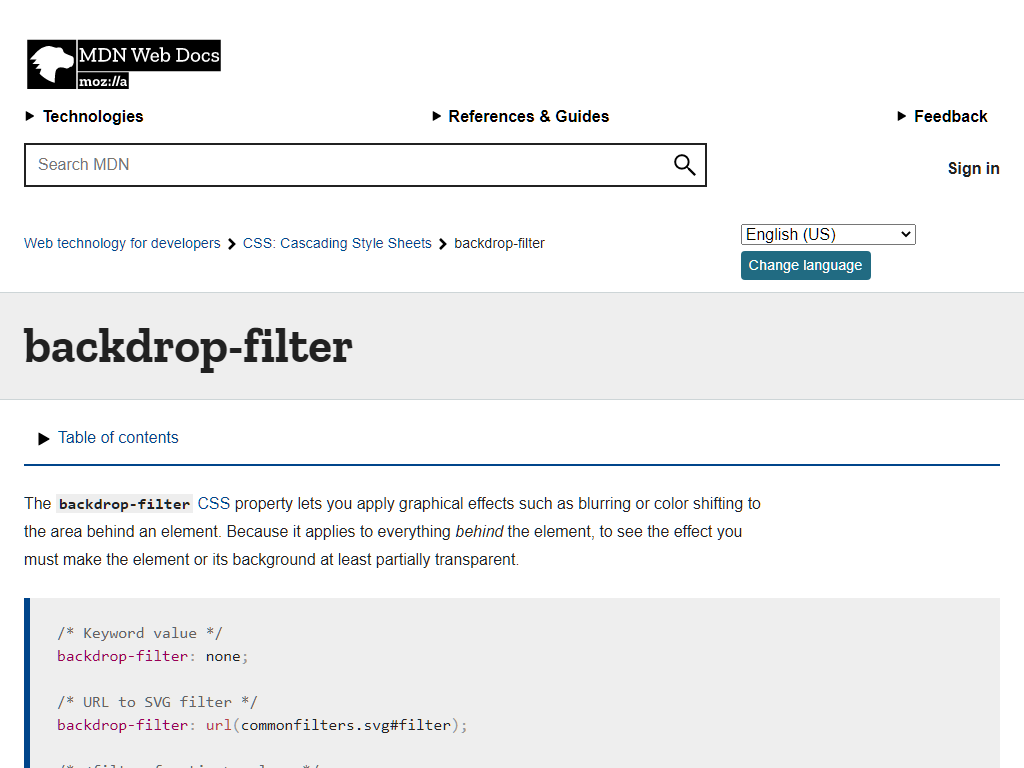 MDN Web Docs
moz://a
Technologies
References & Guides
Feedback
Search MDN
Sign in
Web technology for developers
CSS: Cascading Style Sheets
backdrop-filter
English (US)
Change language
backdrop-filter
Table of contents
The backdrop-filter CSS property lets you apply graphical effects such as blurring or color shifting to
the area behind an element. Because it applies to everything behind the element, to see the effect you
must make the element or its background at least partially transparent.
/* Keyword value */
backdrop-filter: none;
/* URL to SVG filter */
backdrop-filter: url(commonfilters.svg#filter);